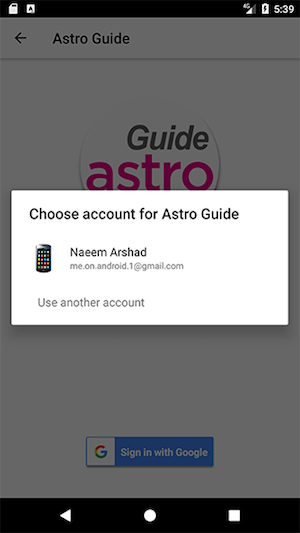 4G 5:39
Astro Guide
Guide
astro
Choose account for Astro Guide
Naeem Arshad
me.on.android.1@gmail.com
Use another account
G Sign in with Google